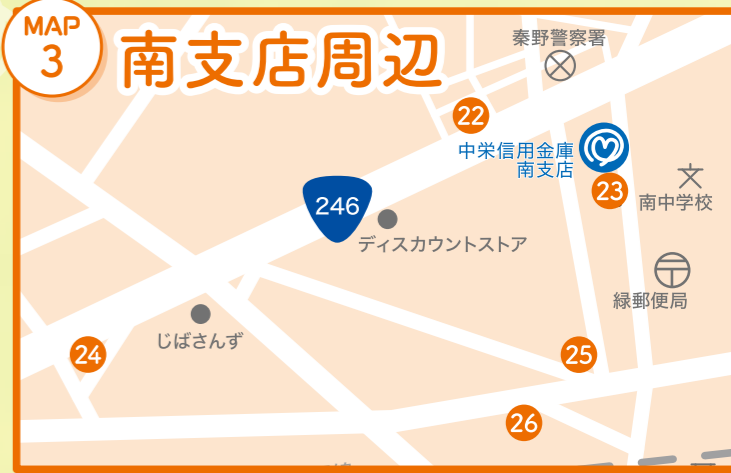 MAP
3
南支店周辺
秦野警察署
22
中栄信用金庫
南支店
23
南中学校
246
ディスカウントストア
緑郵便局
じばさんず
24
25
26